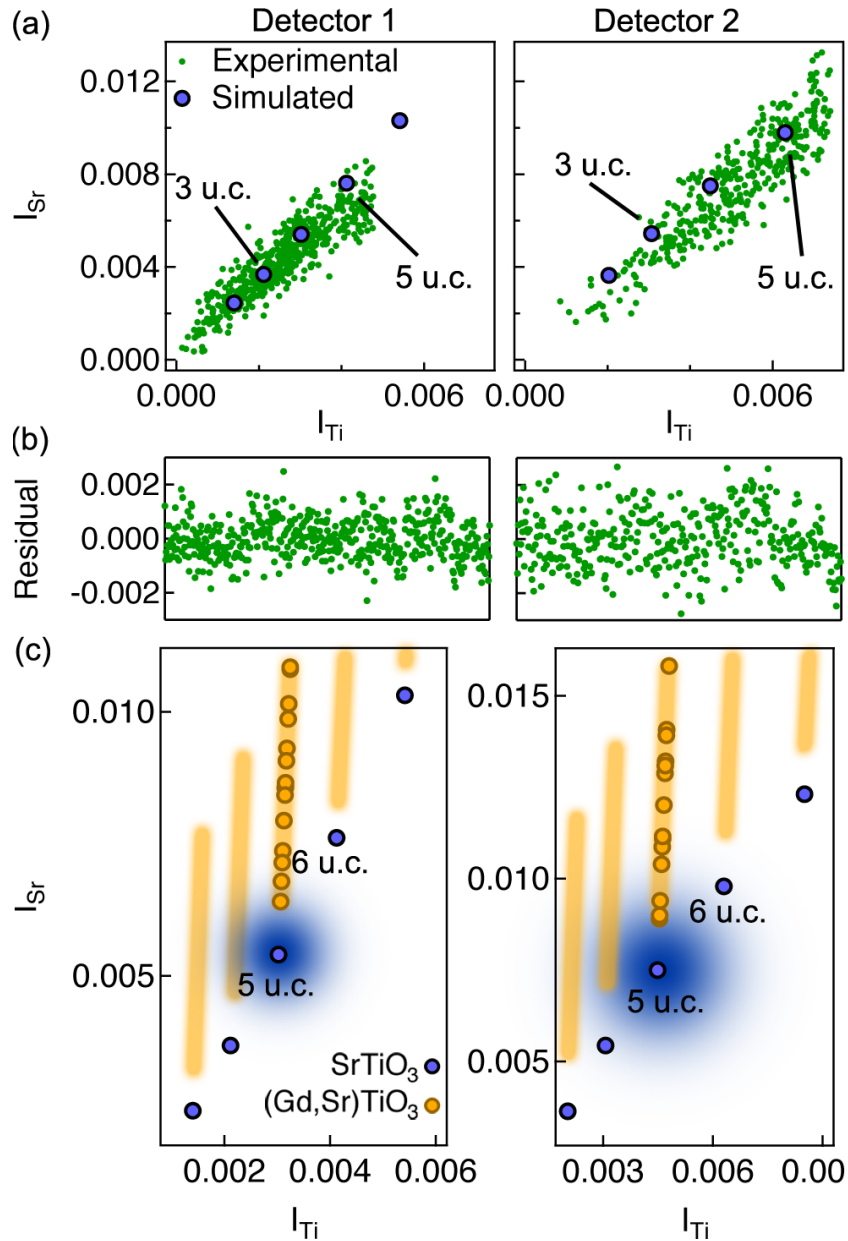 (a)
Detector 1
Detector 2
Experimental
Simulated
0.012
0.008
0.004
0.000
I_Sr
3 u.c.
5 u.c.
3 u.c.
5 u.c.
0.000
0.006
0.000
0.006
I_Ti
I_Ti
(b)
Residual
0.002
0.000
-0.002
(c)
I_Sr
0.010
0.005
6 u.c.
5 u.c.
SrTiO₃
(Gd,Sr)TiO₃
0.002
0.004
0.006
I_Ti
0.015
0.010
0.005
6 u.c.
5 u.c.
0.003
0.006
0.00
I_Ti